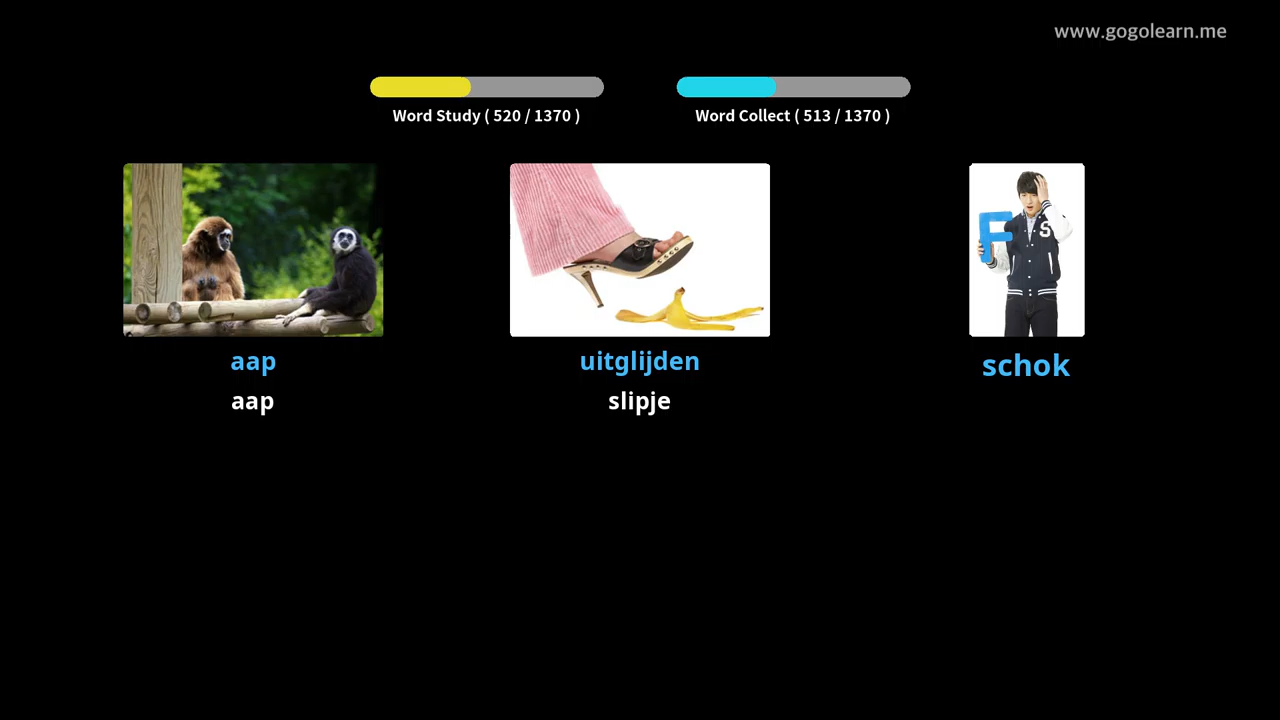 www.gogolearn.me
Word Study ( 520 / 1370 )
Word Collect ( 513 / 1370 )
F
S
aap
uitglijden
schok
aap
slipje